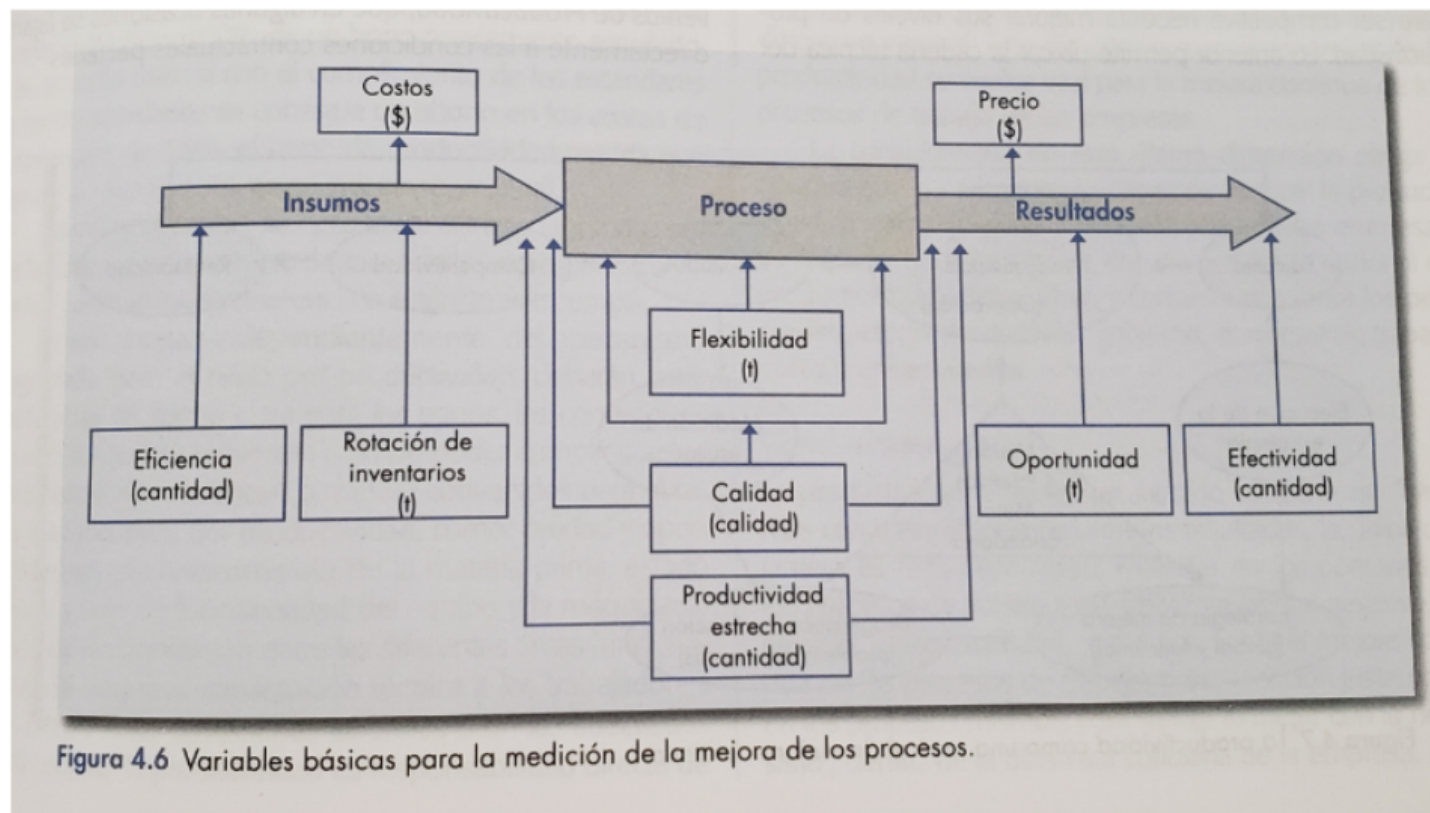 Costos
($)
Precio
($)
Insumos
Proceso
Resultados
Flexibilidad
(t)
Eficiencia
(cantidad)
Rotación de
inventarios
(t)
Calidad
(calidad)
Oportunidad
(t)
Efectividad
(cantidad)
Productividad
estrecha
(cantidad)
Figura 4.6 Variables básicas para la medición de la mejora de los procesos.